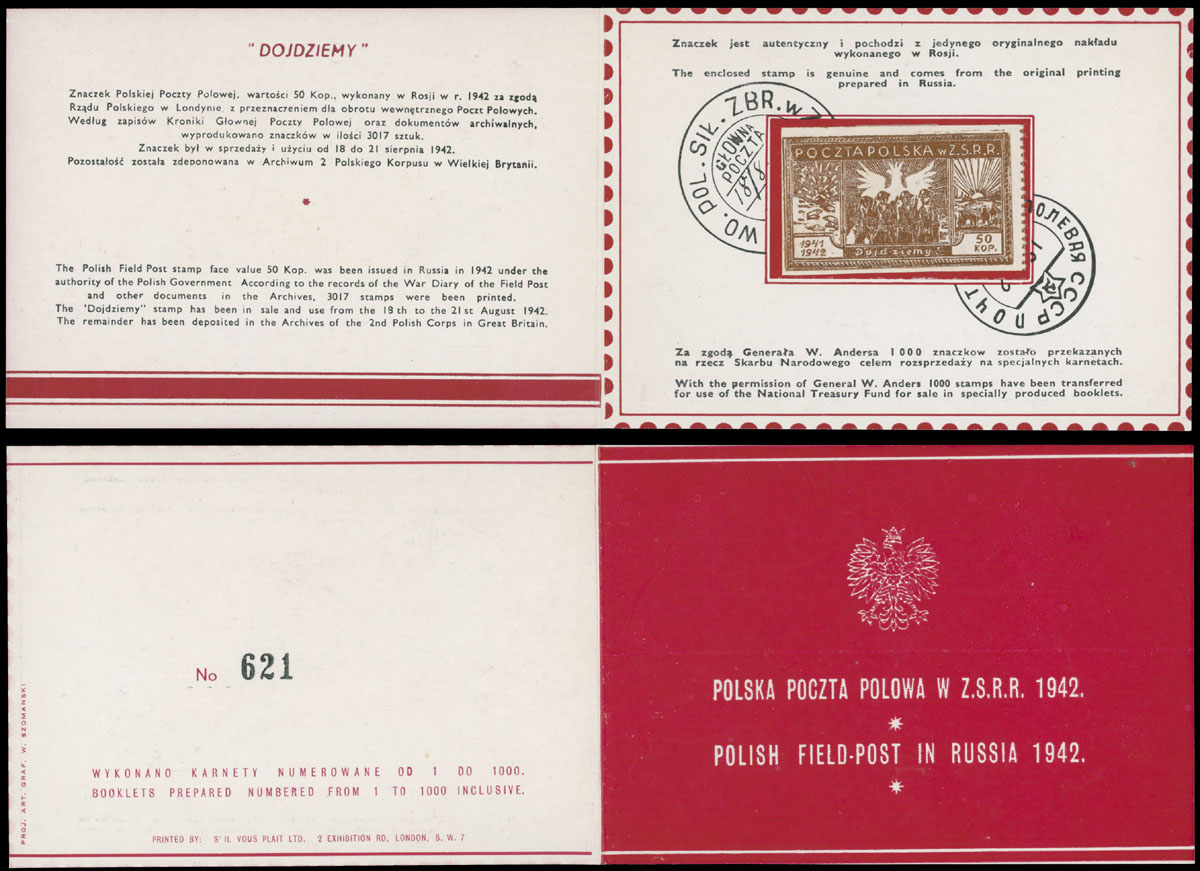 "DOJDZIEMY"
Znaczek Polskiej Poczty Polowej, wartości 50 Kop., wykonany w Rosji w r. 1942 za zgodą
Rządu Polskiego w Londynie z przeznaczeniem dla obrotu wewnętrznego Poczt Polowych.
Według zapisów Kroniki Głownej Poczty Polowej oraz dokumentów archiwalnych,
wyprodukowano znaczków w ilości 3017 sztuk.
Znaczek był w sprzedaży i użyciu od 18 do 21 sierpnia 1942.
Pozostałość została zdeponowana w Archiwum 2 Polskiego Korpusu w Wielkiej Brytanii.
*
The Polish Field Post stamp face value 50 Kop. was been issued in Russia in 1942 under the
authority of the Polish Government According to the records of the War Diary of the Field Post
and other documents in the Archives, 3017 stamps were been printed.
The 'Dojdziemy" stamp has been in sale and use from the 18th to the 21st August 1942.
The remainder has been deposited in the Archives of the 2nd Polish Corps in Great Britain.
Znaczek jest autentyczny i pochodzi z jedynego oryginalnego nakładu
wykonanego w Rosji.
The enclosed stamp is genuine and comes from the original printing
prepared in Russia.
WO. POL. SIŁ. ZBR. w Z
GŁOWNA
POCZTA
18/8
POCZTA POLSKA w Z.S.R.R.
1941
1942
Dojdziemy.
50
KOP.
ПОЛЕВАЯ СССР ПОЧТ
Za zgodą Generała W. Andersa 1000 znaczkow zostało przekazanych
na rzecz Skarbu Narodowego celem rozsprzedaży na specjalnych karnetach.
With the permission of General W. Anders 1000 stamps have been transferred
for use of the National Treasury Fund for sale in specially produced booklets.
PROJ. ART. GRAF. W. SZOMANSKI
No 621
WYKONANO KARNETY NUMEROWANE OD 1 DO 1000.
BOOKLETS PREPARED NUMBERED FROM 1 TO 1000 INCLUSIVE.
PRINTED BY: S' IL VOUS PLAIT LTD. 2 EXHIBITION RD, LONDON, S. W. 7
POLSKA POCZTA POLOWA W Z.S.R.R. 1942.
*
POLISH FIELD-POST IN RUSSIA 1942.
*